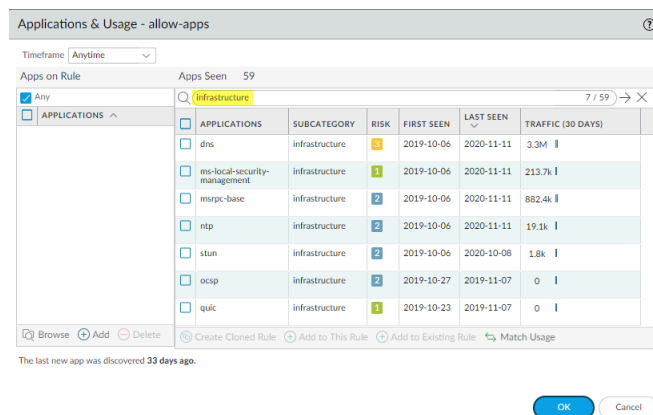 Applications & Usage - allow-apps
Timeframe Anytime
Apps on Rule
Apps Seen 59
Any
infrastructure 7 / 59
APPLICATIONS
APPLICATIONS SUBCATEGORY RISK FIRST SEEN LAST SEEN TRAFFIC (30 DAYS)
dns infrastructure 3 2019-10-06 2020-11-11 3.3M
ms-local-security-management infrastructure 1 2019-10-06 2020-11-11 213.7k
msrpc-base infrastructure 2 2019-10-06 2020-11-11 882.4k
ntp infrastructure 2 2019-10-06 2020-11-11 19.1k
stun infrastructure 2 2019-10-06 2020-10-08 1.8k
ocsp infrastructure 2 2019-10-27 2019-11-07 0
quic infrastructure 1 2019-10-23 2019-11-07 0
Browse Add Delete
Create Cloned Rule Add to This Rule Add to Existing Rule Match Usage
The last new app was discovered 33 days ago.
OK Cancel